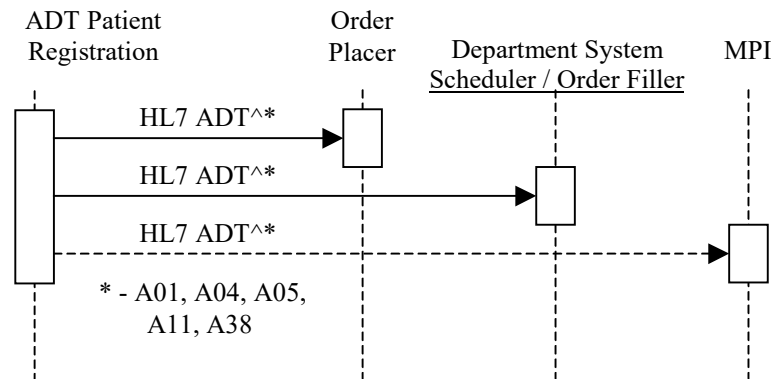 ADT Patient
Registration
Order
Placer
Department System
Scheduler / Order Filler
MPI
HL7 ADT^*
HL7 ADT^*
HL7 ADT^*
* - A01, A04, A05,
A11, A38